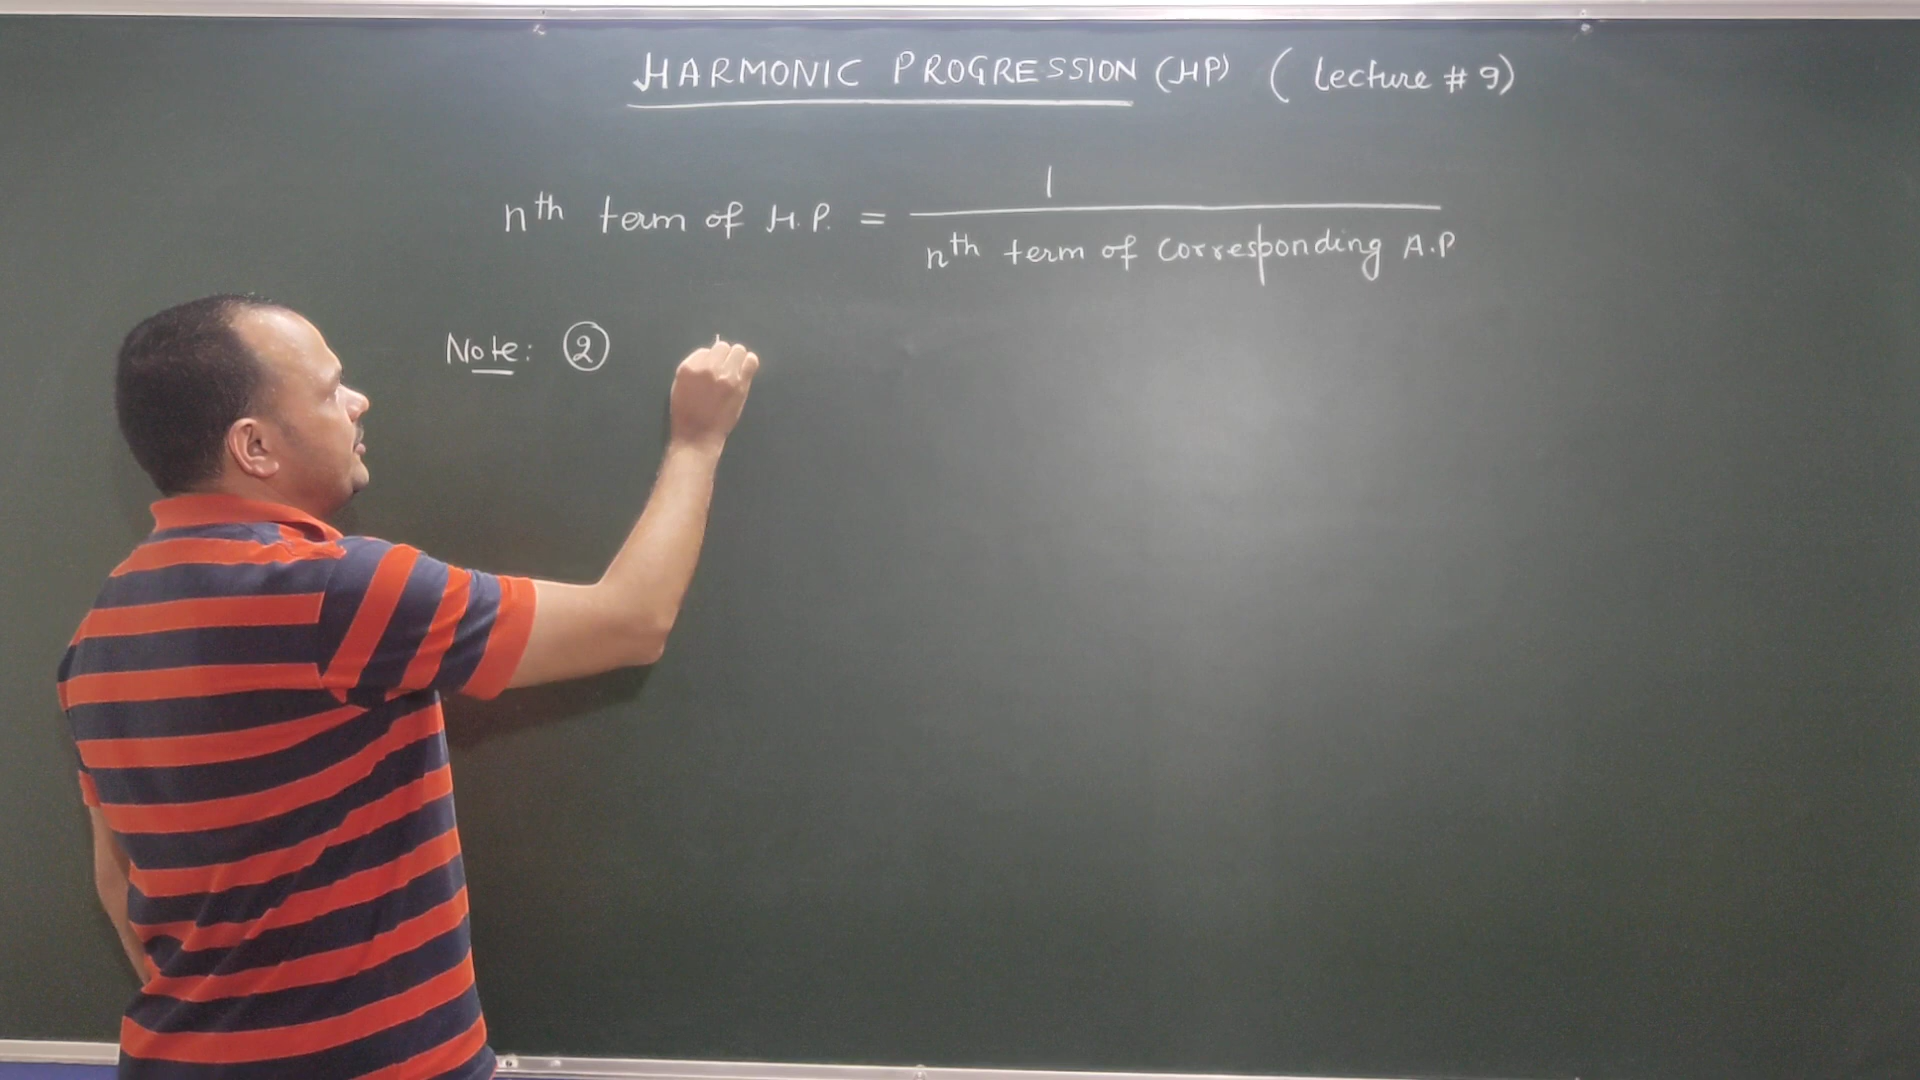 HARMONIC PROGRESSION (HP) ( Lecture # 9)
1
nth term of H.P. =
nth term of corresponding A.P
Note: 2